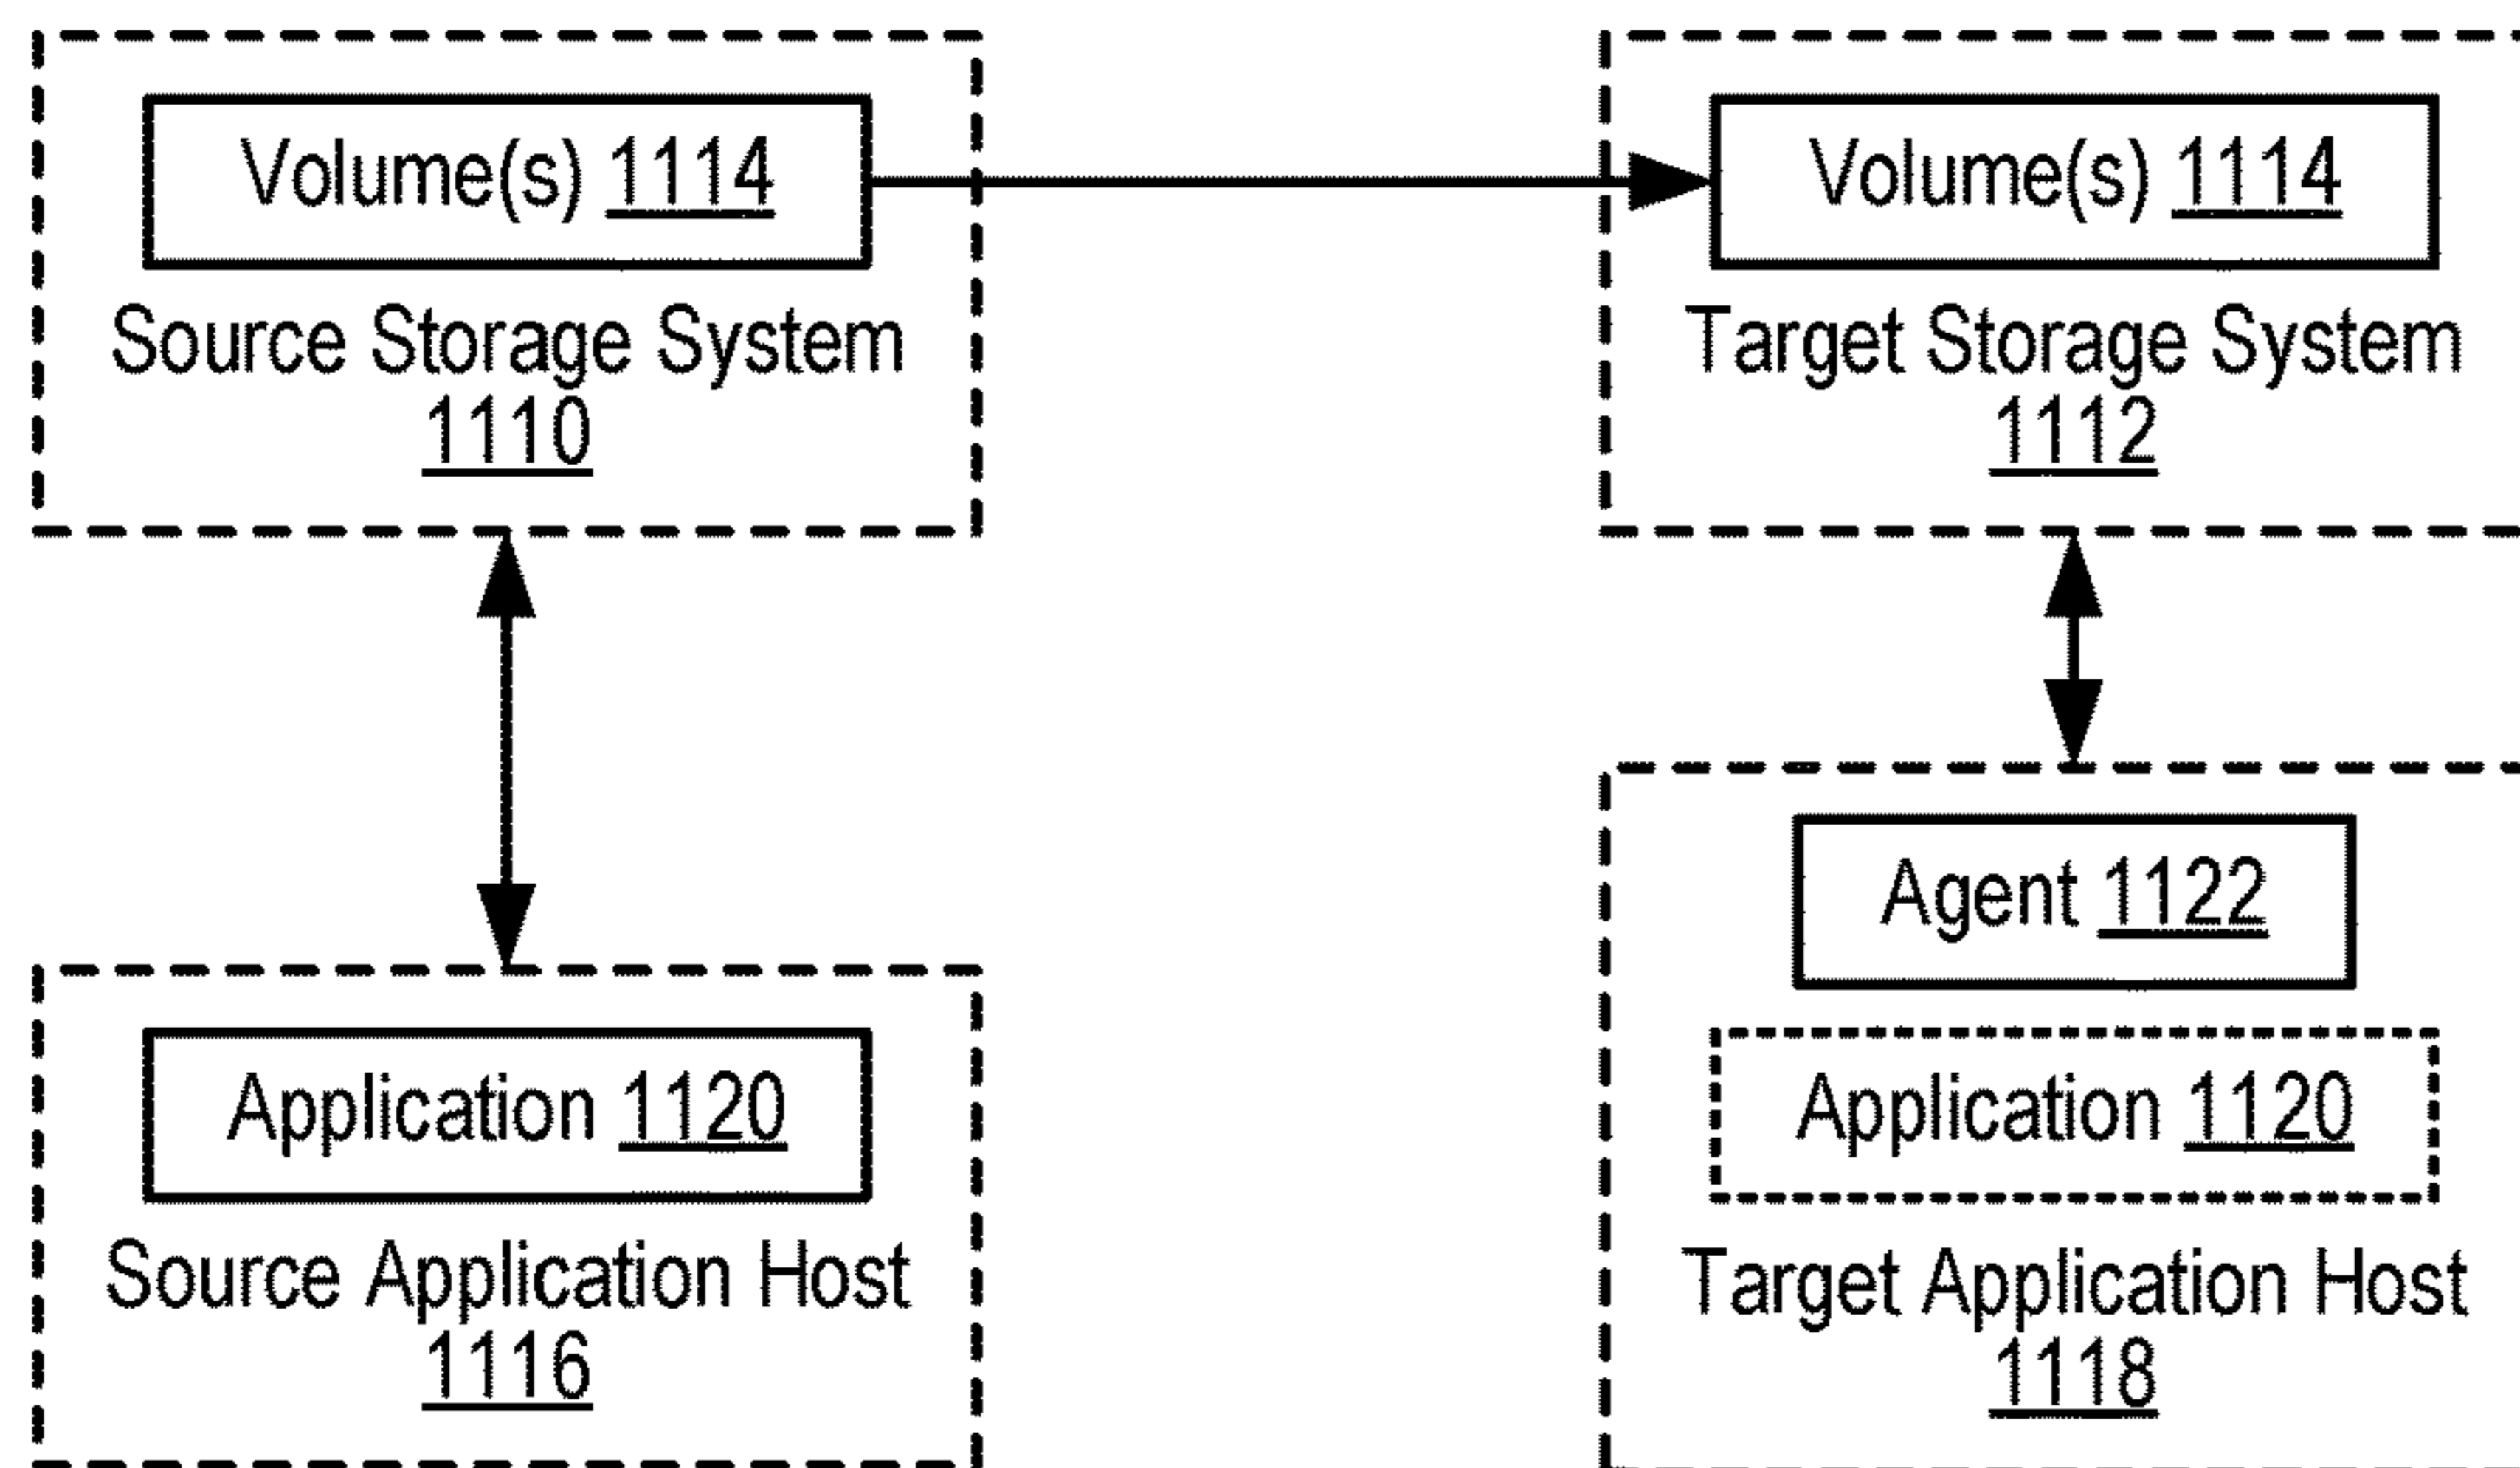 Volume(s) 1114
Source Storage System
1110
Volume(s) 1114
Target Storage System
1112
Application 1120
Source Application Host
1116
Agent 1122
Application 1120
Target Application Host
1118